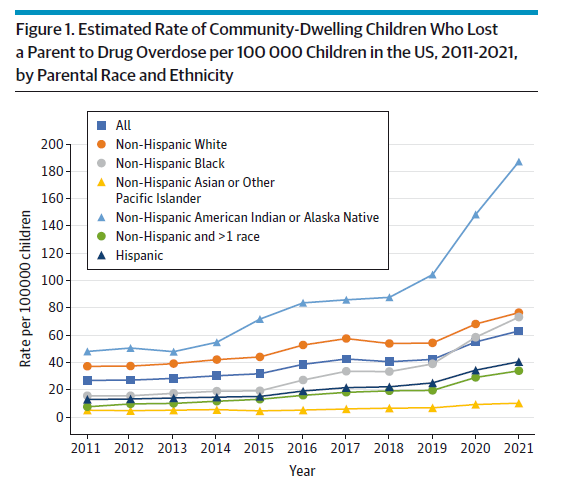 Figure 1. Estimated Rate of Community-Dwelling Children Who Lost
a Parent to Drug Overdose per 100 000 Children in the US, 2011-2021,
by Parental Race and Ethnicity
All
Non-Hispanic White
Non-Hispanic Black
Non-Hispanic Asian or Other
Pacific Islander
Non-Hispanic American Indian or Alaska Native
Non-Hispanic and >1 race
Hispanic
Rate per 100000 children
200
180
160
140
120
100
80
60
40
20
0
2011 2012 2013 2014 2015 2016 2017 2018 2019 2020 2021
Year